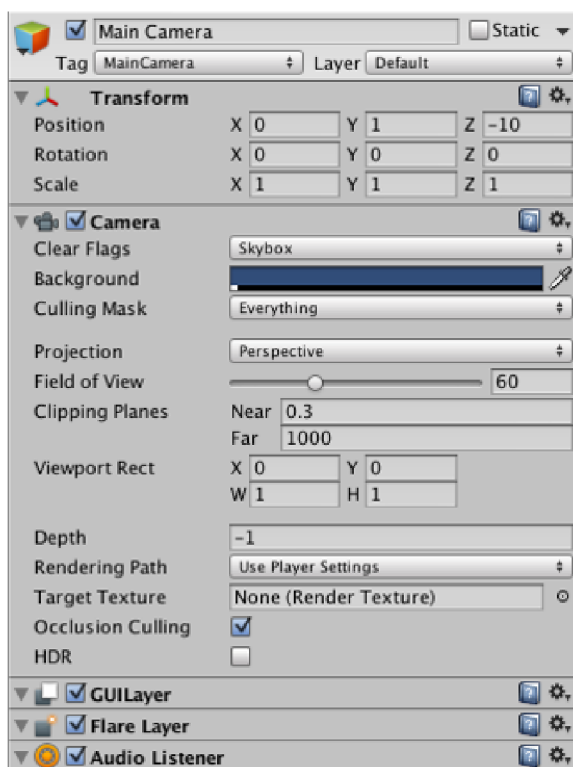 Main Camera Static
Tag MainCamera Layer Default
Transform
Position X 0 Y 1 Z -10
Rotation X 0 Y 0 Z 0
Scale X 1 Y 1 Z 1
Camera
Clear Flags Skybox
Background
Culling Mask Everything
Projection Perspective
Field of View 60
Clipping Planes Near 0.3
Far 1000
Viewport Rect X 0 Y 0
W 1 H 1
Depth -1
Rendering Path Use Player Settings
Target Texture None (Render Texture)
Occlusion Culling
HDR
GUILayer
Flare Layer
Audio Listener